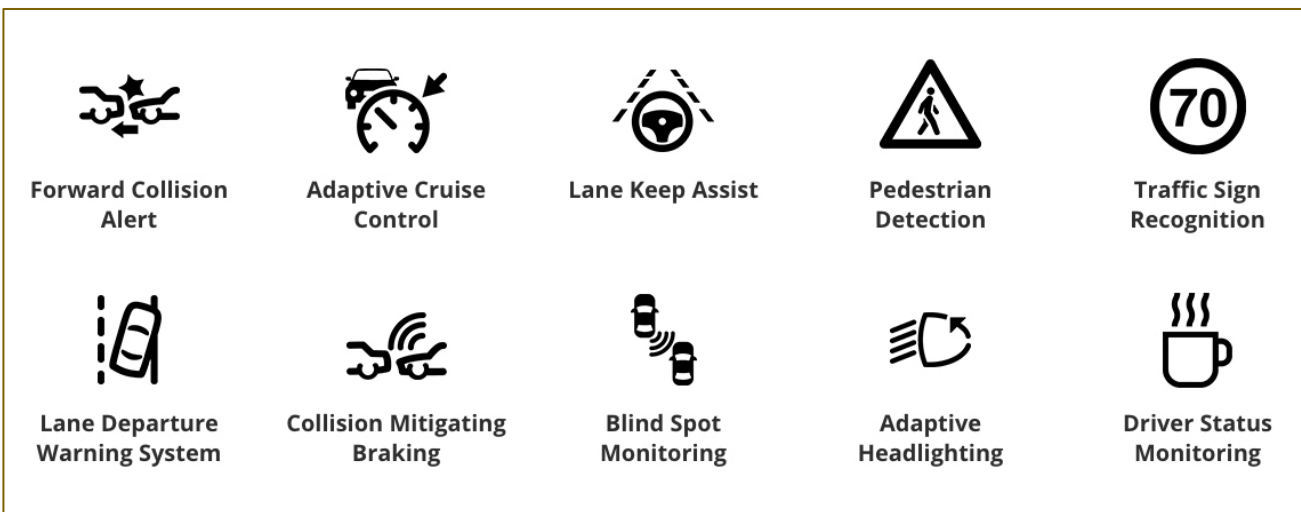 70
Forward Collision
Alert
Adaptive Cruise
Control
Lane Keep Assist
Pedestrian
Detection
Traffic Sign
Recognition
Lane Departure
Warning System
Collision Mitigating
Braking
Blind Spot
Monitoring
Adaptive
Headlighting
Driver Status
Monitoring